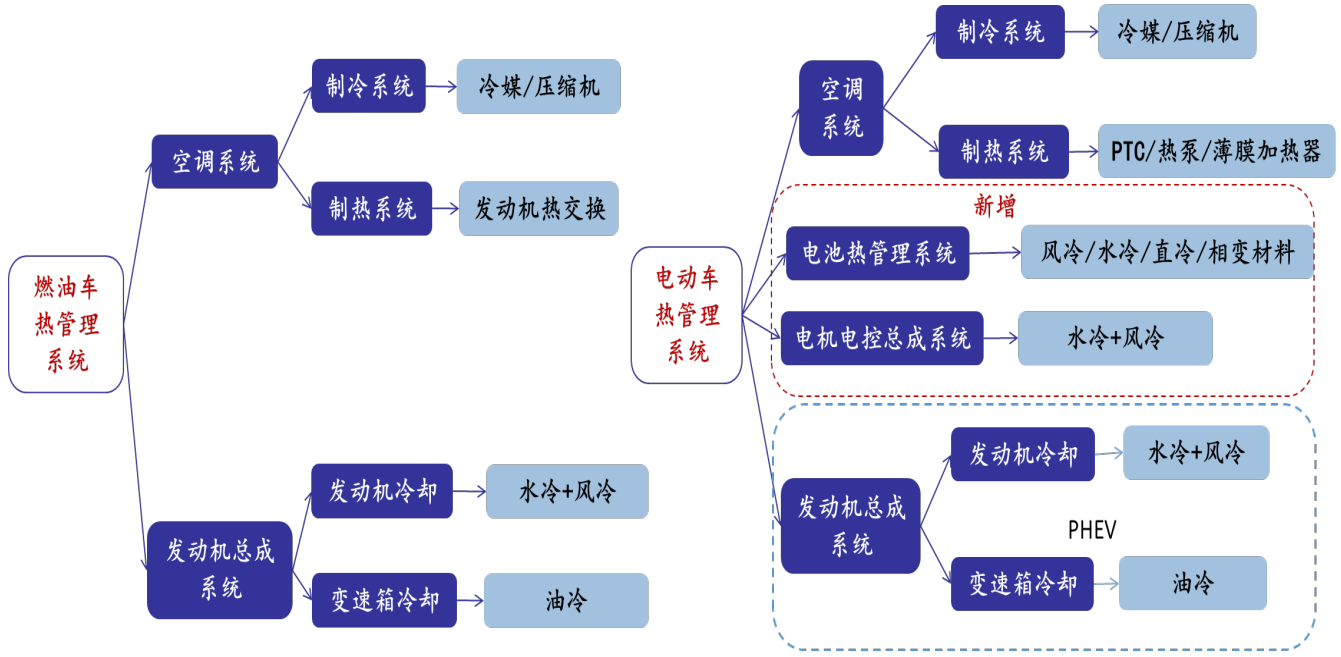 燃油车
热管理
系统
空调系统
制冷系统
冷媒/压缩机
制热系统
发动机热交换
发动机总成
系统
发动机冷却
水冷+风冷
变速箱冷却
油冷
电动车
热管理
系统
空调
系统
制冷系统
冷媒/压缩机
制热系统
PTC/热泵/薄膜加热器
新增
电池热管理系统
风冷/水冷/直冷/相变材料
电机电控总成系统
水冷+风冷
发动机总成
系统
发动机冷却
水冷+风冷
PHEV
变速箱冷却
油冷